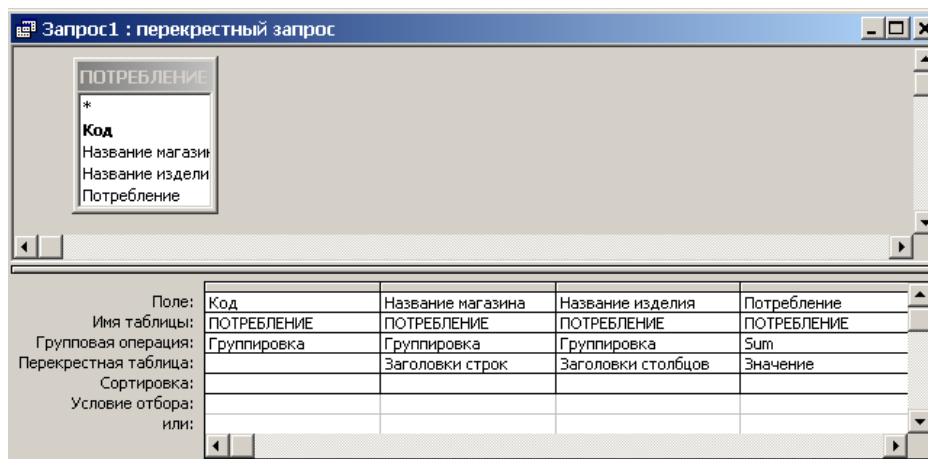 Запрос1 : перекрестный запрос
ПОТРЕБЛЕНИЕ
*
Код
Название магазин
Название издели
Потребление
Поле: Код Название магазина Название изделия Потребление
Имя таблицы: ПОТРЕБЛЕНИЕ ПОТРЕБЛЕНИЕ ПОТРЕБЛЕНИЕ ПОТРЕБЛЕНИЕ
Групповая операция: Группировка Группировка Группировка Sum
Перекрестная таблица: Заголовки строк Заголовки столбцов Значение
Сортировка:
Условие отбора:
или: